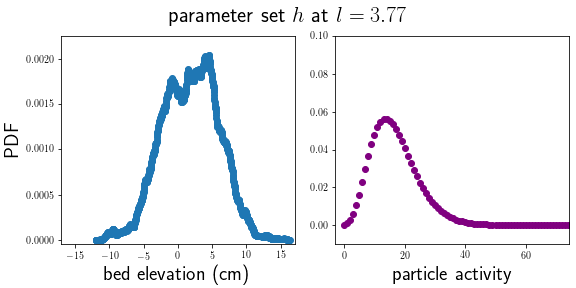 parameter set h at l = 3.77
PDF
0.0020
0.0015
0.0010
0.0005
0.0000
−15 −10 −5 0 5 10 15
bed elevation (cm)
0.10
0.08
0.06
0.04
0.02
0.00
0 20 40 60
particle activity